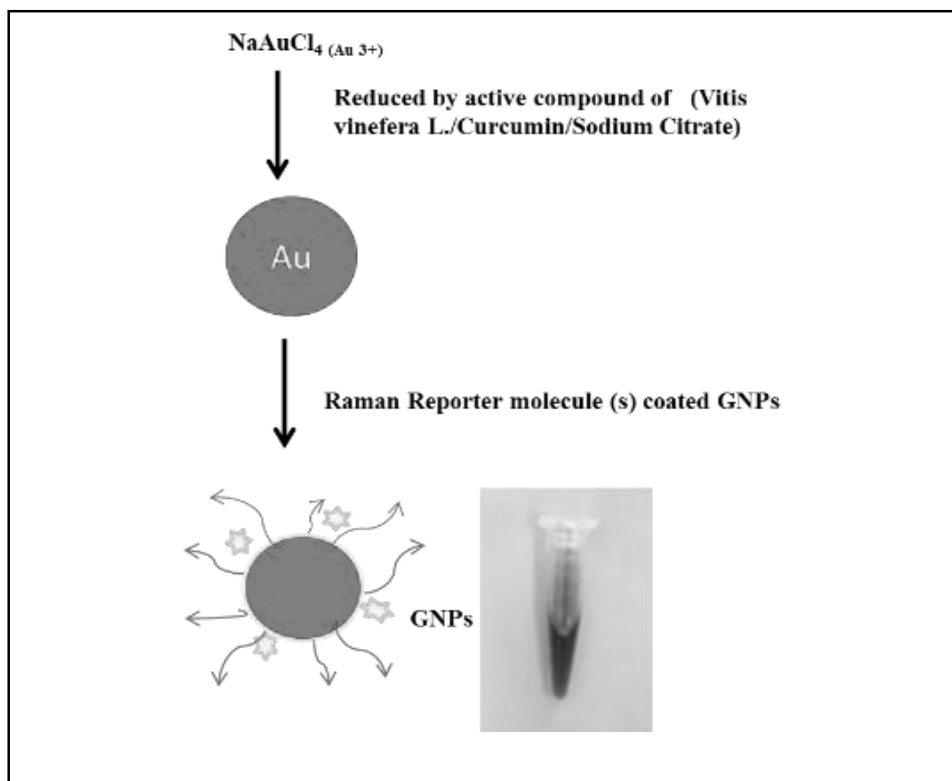 NaAuCl4 (Au 3+)
Reduced by active compound of (Vitis
vinefera L./Curcumin/Sodium Citrate)
Au
Raman Reporter molecule (s) coated GNPs
GNPs